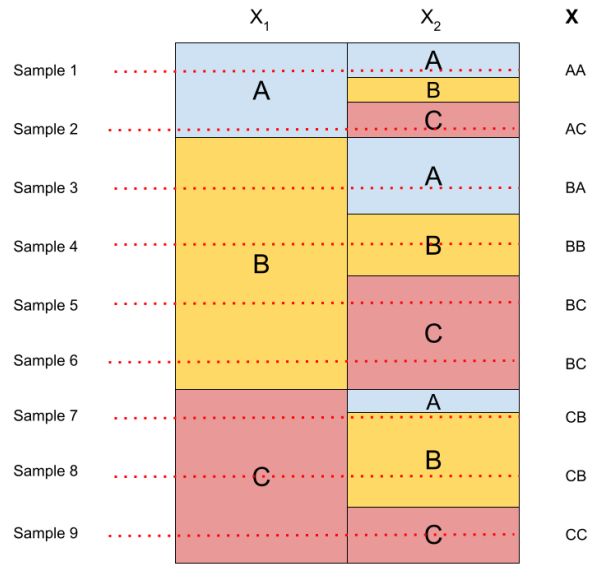 X₁ X₂ X
Sample 1 A A AA
B
Sample 2 C AC
Sample 3 A BA
Sample 4 B B BB
Sample 5 BC
C
Sample 6 BC
A
Sample 7 CB
Sample 8 C B CB
Sample 9 C CC